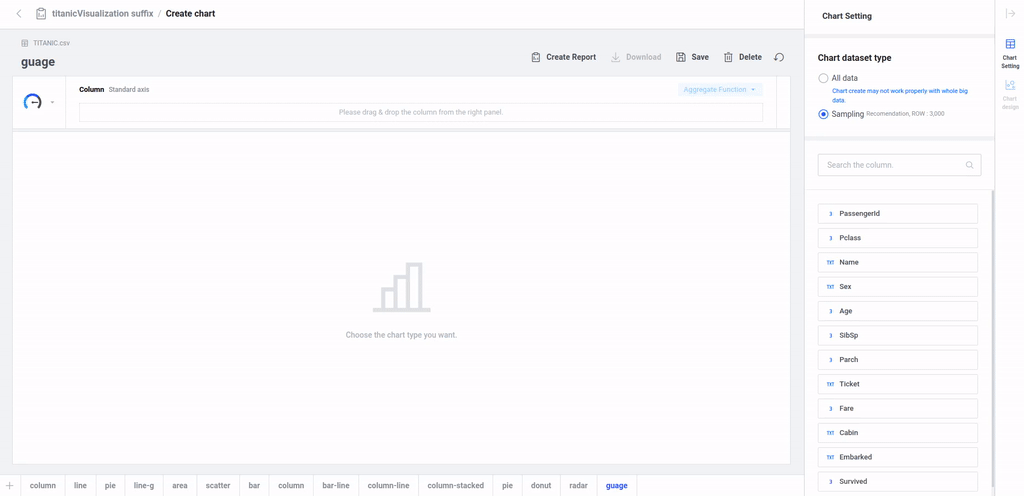 titanicVisualization suffix / Create chart
TITANIC.csv
guage
Create Report
Download
Save
Delete
Column Standard axis
Aggregate Function
Please drag & drop the column from the right panel.
Choose the chart type you want.
column
line
pie
line-g
area
scatter
bar
column
bar-line
column-line
column-stacked
pie
donut
radar
guage
Chart Setting
Chart dataset type
All data
Chart create may not work properly with whole big
data.
Sampling Recomendation, ROW : 3,000
Search the column.
3 PassengerId
3 Pclass
TXT Name
TXT Sex
3 Age
3 SibSp
3 Parch
TXT Ticket
3 Fare
TXT Cabin
TXT Embarked
3 Survived
Chart
Setting
Chart
design